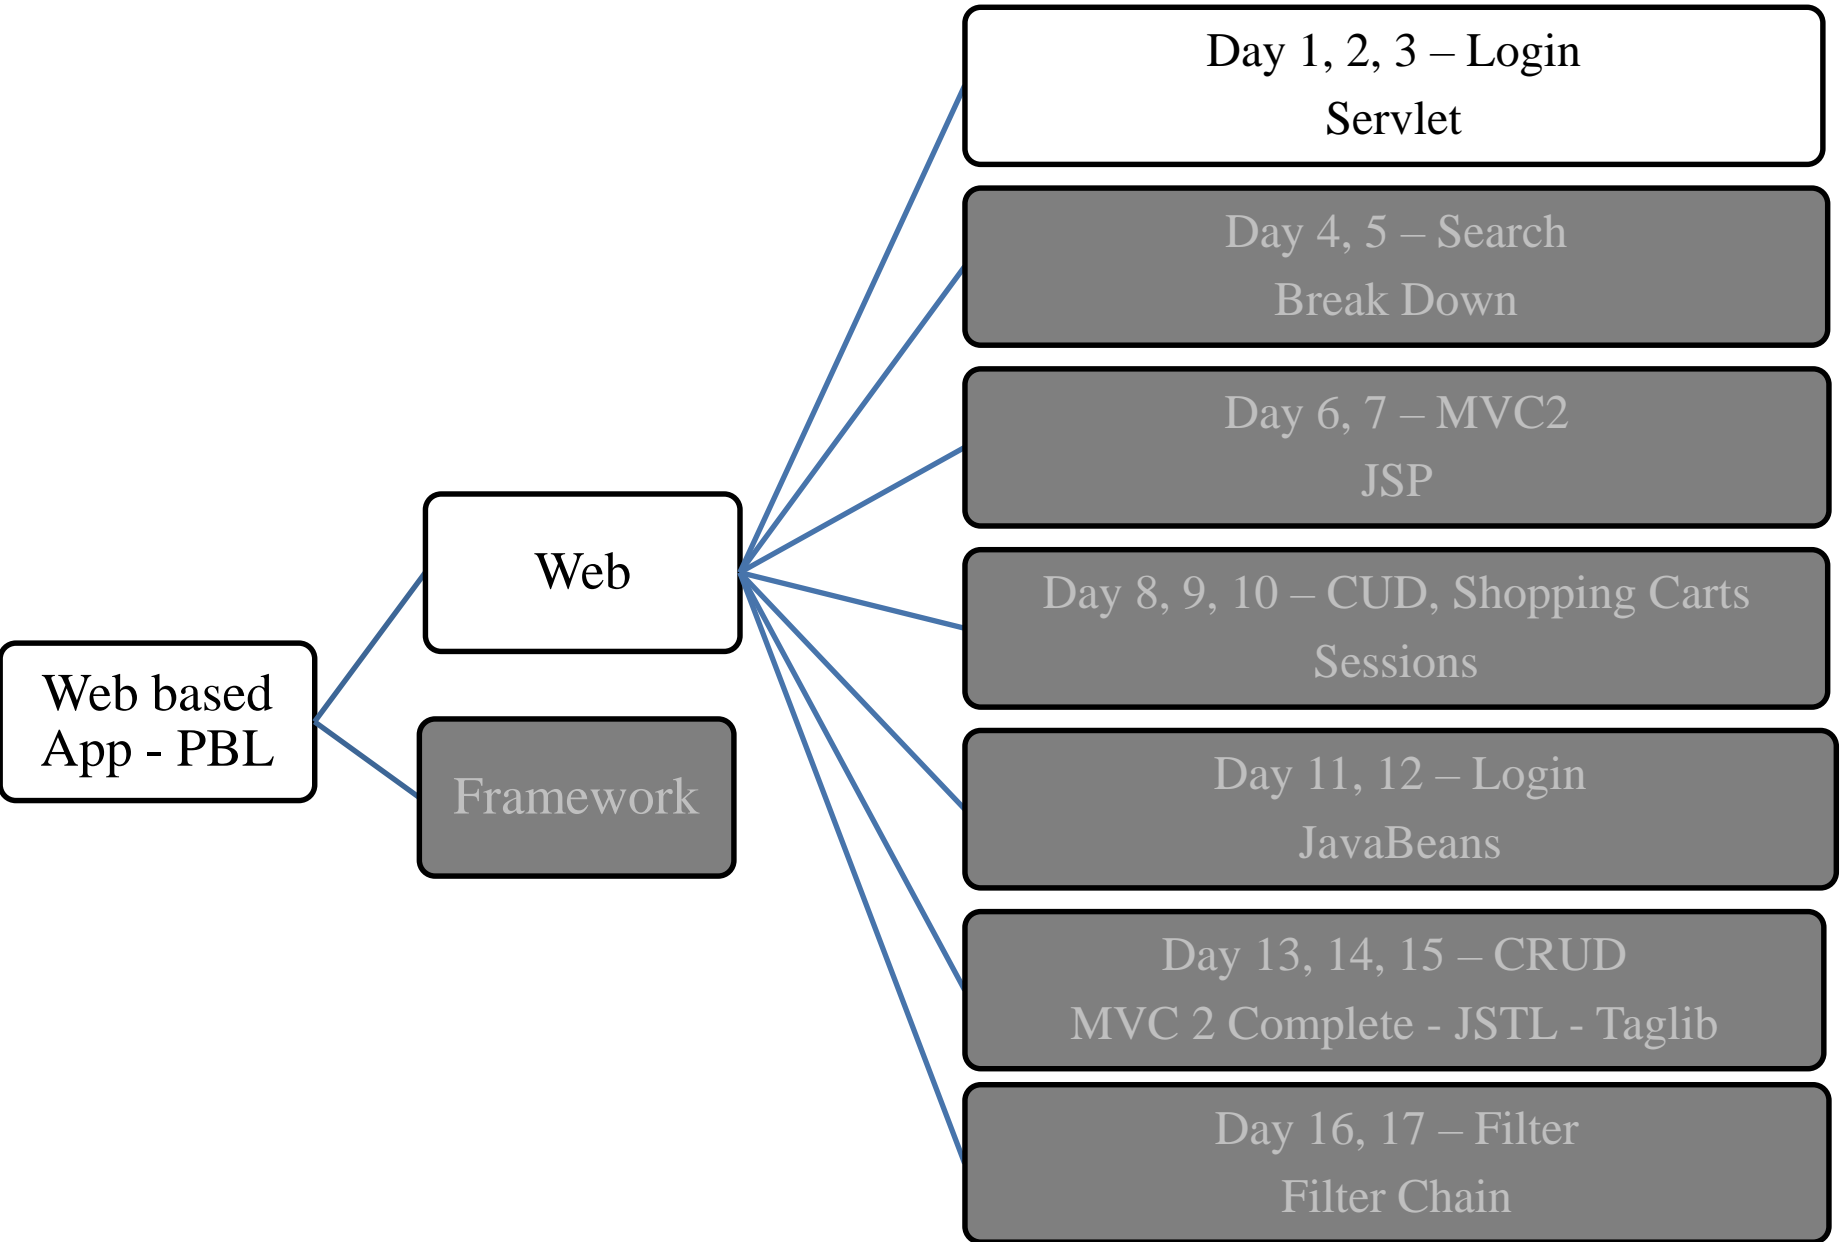 Web based
App - PBL
Web
Framework
Day 1, 2, 3 – Login
Servlet
Day 4, 5 – Search
Break Down
Day 6, 7 – MVC2
JSP
Day 8, 9, 10 – CUD, Shopping Carts
Sessions
Day 11, 12 – Login
JavaBeans
Day 13, 14, 15 – CRUD
MVC 2 Complete - JSTL - Taglib
Day 16, 17 – Filter
Filter Chain